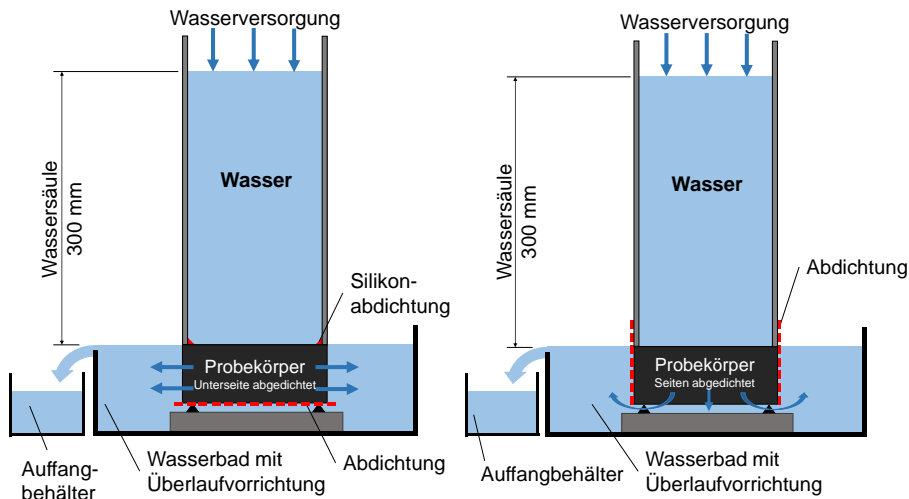 Wasserversorgung
Wassersäule
300 mm
Wasser
Silikon-
abdichtung
Probekörper
Unterseite abgedichtet
Auffang-
behälter
Wasserbad mit
Überlaufvorrichtung
Abdichtung
Wasserversorgung
Wassersäule
300 mm
Wasser
Abdichtung
Probekörper
Seiten abgedichtet
Auffangbehälter
Wasserbad mit
Überlaufvorrichtung